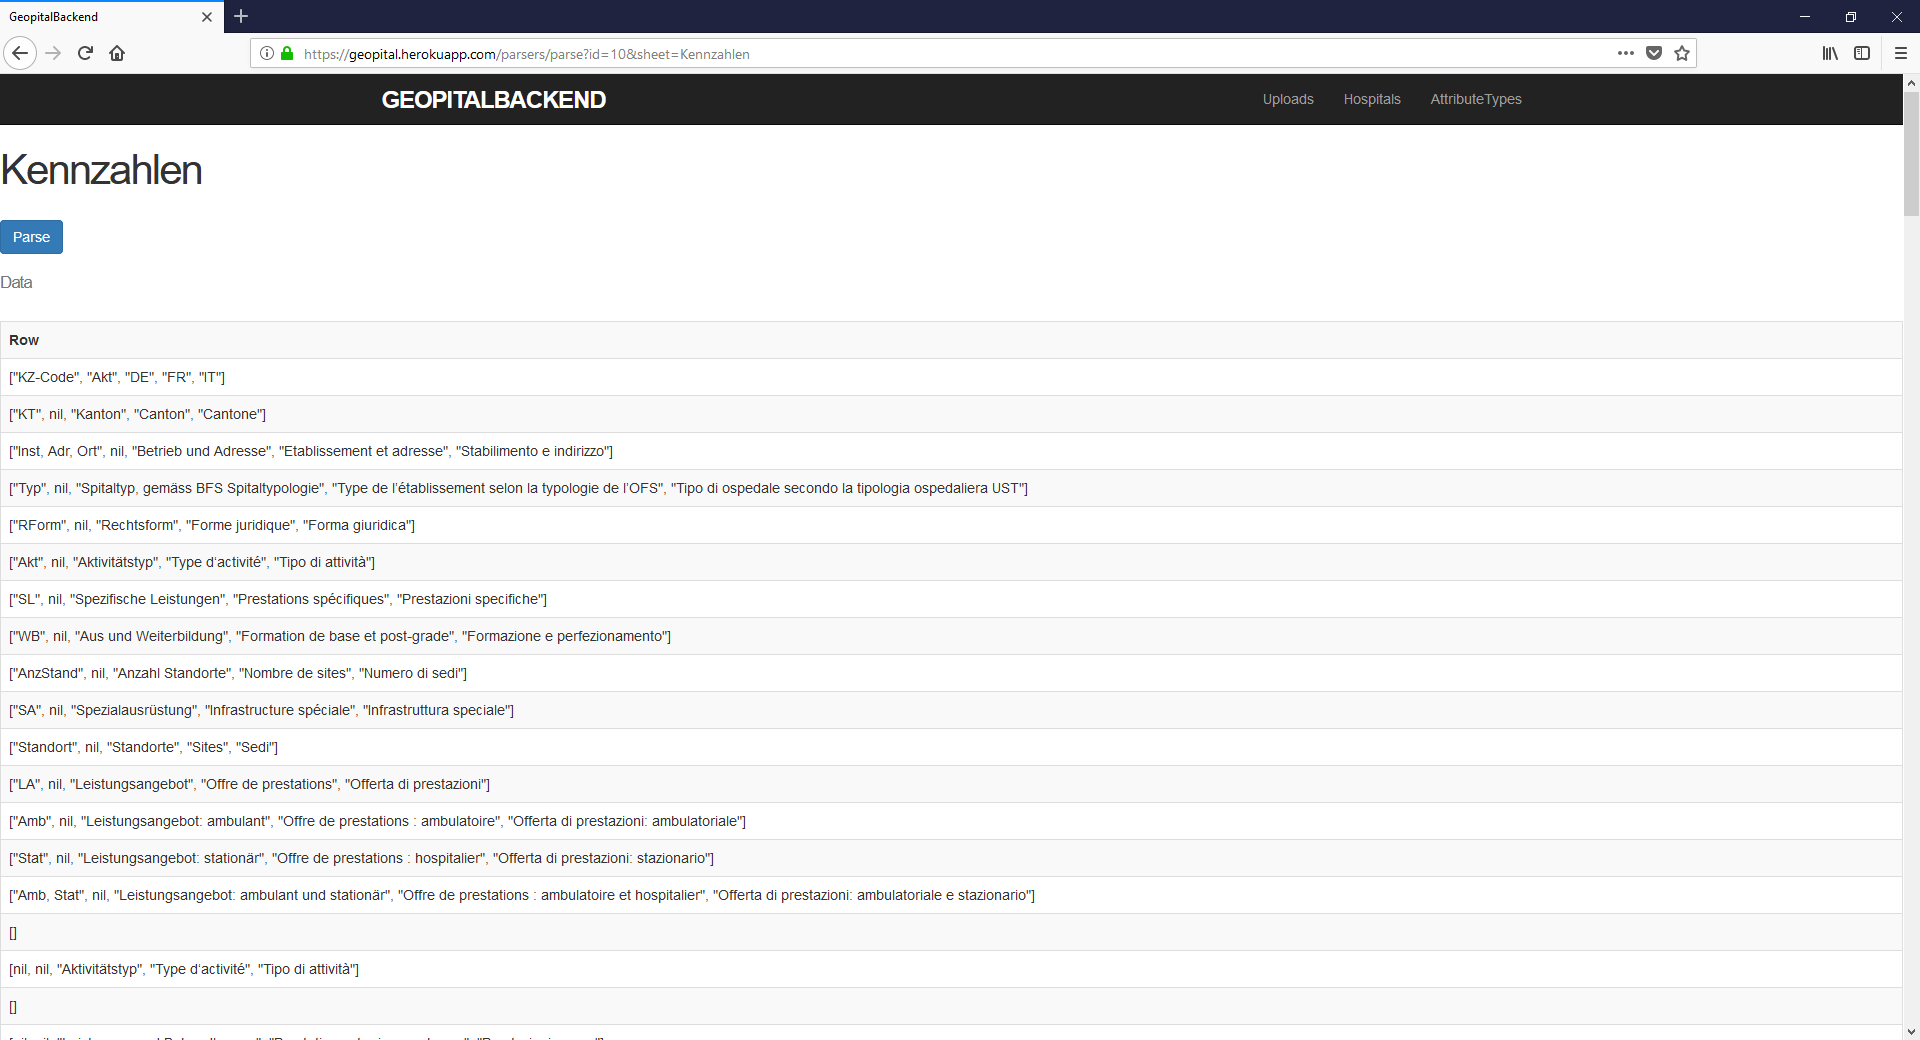 GeopitalBackend
https://geopital.herokuapp.com/parsers/parse?id=10&sheet=Kennzahlen
GEOPITALBACKEND
Uploads
Hospitals
AttributeTypes
Kennzahlen
Parse
Data
Row
["KZ-Code", "Akt", "DE", "FR", "IT"]
["KT", nil, "Kanton", "Canton", "Cantone"]
["Inst, Adr, Ort", nil, "Betrieb und Adresse", "Etablissement et adresse", "Stabilimento e indirizzo"]
["Typ", nil, "Spitaltyp, gemäss BFS Spitaltypologie", "Type de l’établissement selon la typologie de l’OFS", "Tipo di ospedale secondo la tipologia ospedaliera UST"]
["RForm", nil, "Rechtsform", "Forme juridique", "Forma giuridica"]
["Akt", nil, "Aktivitätstyp", "Type d‘activité", "Tipo di attività"]
["SL", nil, "Spezifische Leistungen", "Prestations spécifiques", "Prestazioni specifiche"]
["WB", nil, "Aus und Weiterbildung", "Formation de base et post-grade", "Formazione e perfezionamento"]
["AnzStand", nil, "Anzahl Standorte", "Nombre de sites", "Numero di sedi"]
["SA", nil, "Spezialausrüstung", "Infrastructure spéciale", "Infrastruttura speciale"]
["Standort", nil, "Standorte", "Sites", "Sedi"]
["LA", nil, "Leistungsangebot", "Offre de prestations", "Offerta di prestazioni"]
["Amb", nil, "Leistungsangebot: ambulant", "Offre de prestations : ambulatoire", "Offerta di prestazioni: ambulatoriale"]
["Stat", nil, "Leistungsangebot: stationär", "Offre de prestations : hospitalier", "Offerta di prestazioni: stazionario"]
["Amb, Stat", nil, "Leistungsangebot: ambulant und stationär", "Offre de prestations : ambulatoire et hospitalier", "Offerta di prestazioni: ambulatoriale e stazionario"]
[]
[nil, nil, "Aktivitätstyp", "Type d‘activité", "Tipo di attività"]
[]